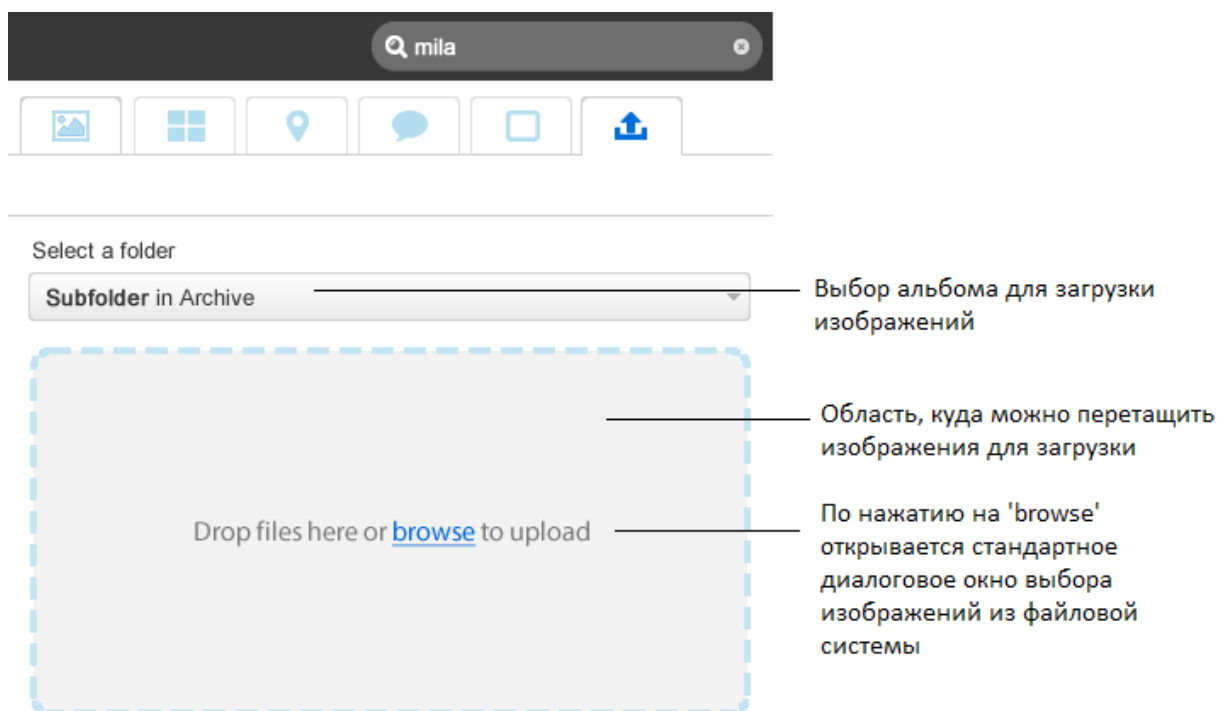 mila
Select a folder
Subfolder in Archive
Выбор альбома для загрузки
изображений
Область, куда можно перетащить
изображения для загрузки
Drop files here or browse to upload
По нажатию на 'browse'
открывается стандартное
диалоговое окно выбора
изображений из файловой
системы